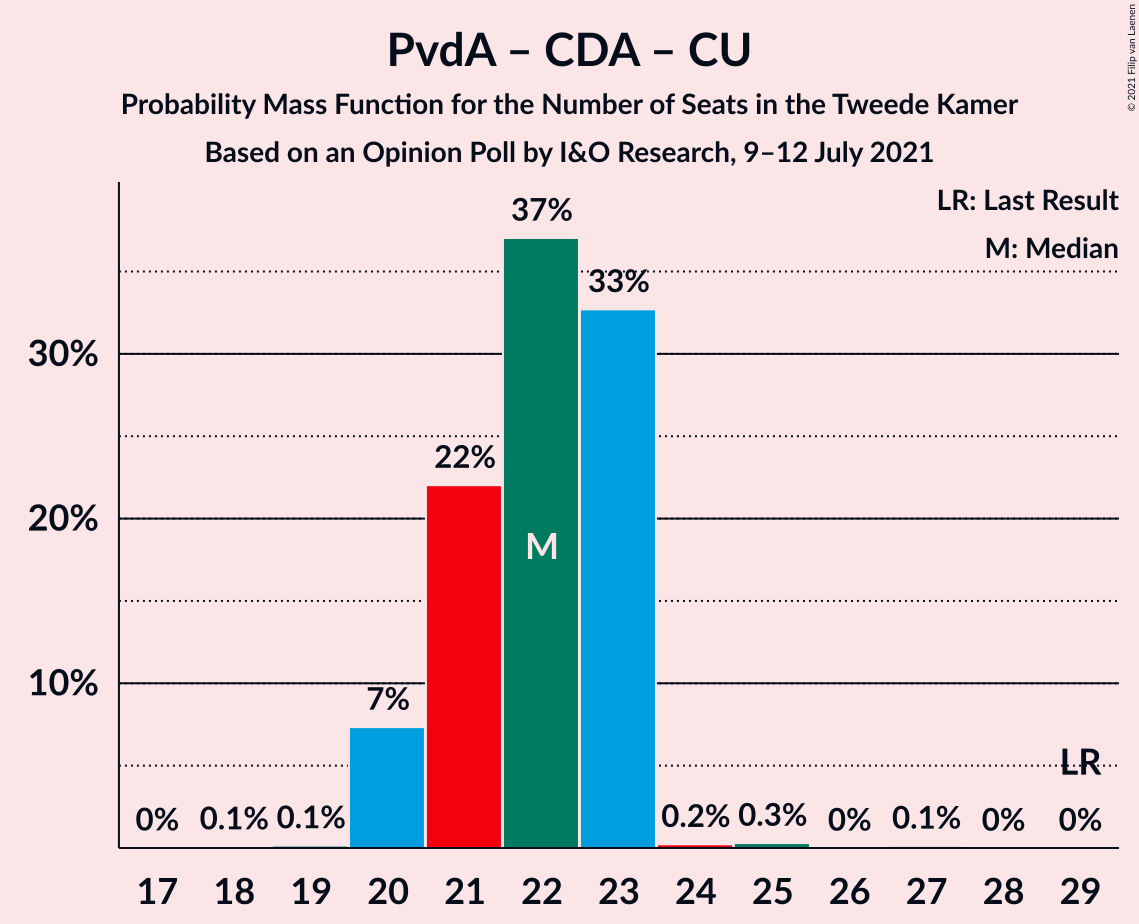 PvdA – CDA – CU
Probability Mass Function for the Number of Seats in the Tweede Kamer
Based on an Opinion Poll by I&O Research, 9–12 July 2021
© 2021 Filip van Laenen
LR: Last Result
M: Median
37%
33%
30%
22%
20%
M
10%
7%
LR
0% 0.1% 0.1% 0.2% 0.3% 0% 0.1% 0% 0%
17 18 19 20 21 22 23 24 25 26 27 28 29